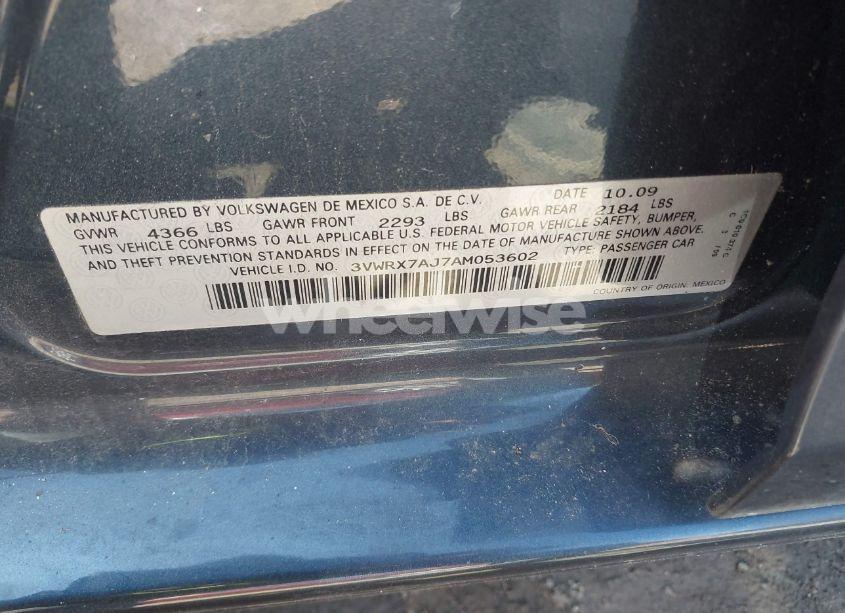 MANUFACTURED BY VOLKSWAGEN DE MEXICO S.A. DE C.V. DATE 10.09
GVWR 4366 LBS GAWR FRONT 2293 LBS GAWR REAR 2184 LBS
THIS VEHICLE CONFORMS TO ALL APPLICABLE U.S. FEDERAL MOTOR VEHICLE SAFETY, BUMPER,
AND THEFT PREVENTION STANDARDS IN EFFECT ON THE DATE OF MANUFACTURE SHOWN ABOVE.
VEHICLE I.D. NO. 3VWRX7AJ7AM053602 TYPE: PASSENGER CAR
COUNTRY OF ORIGIN: MEXICO
wheelwise